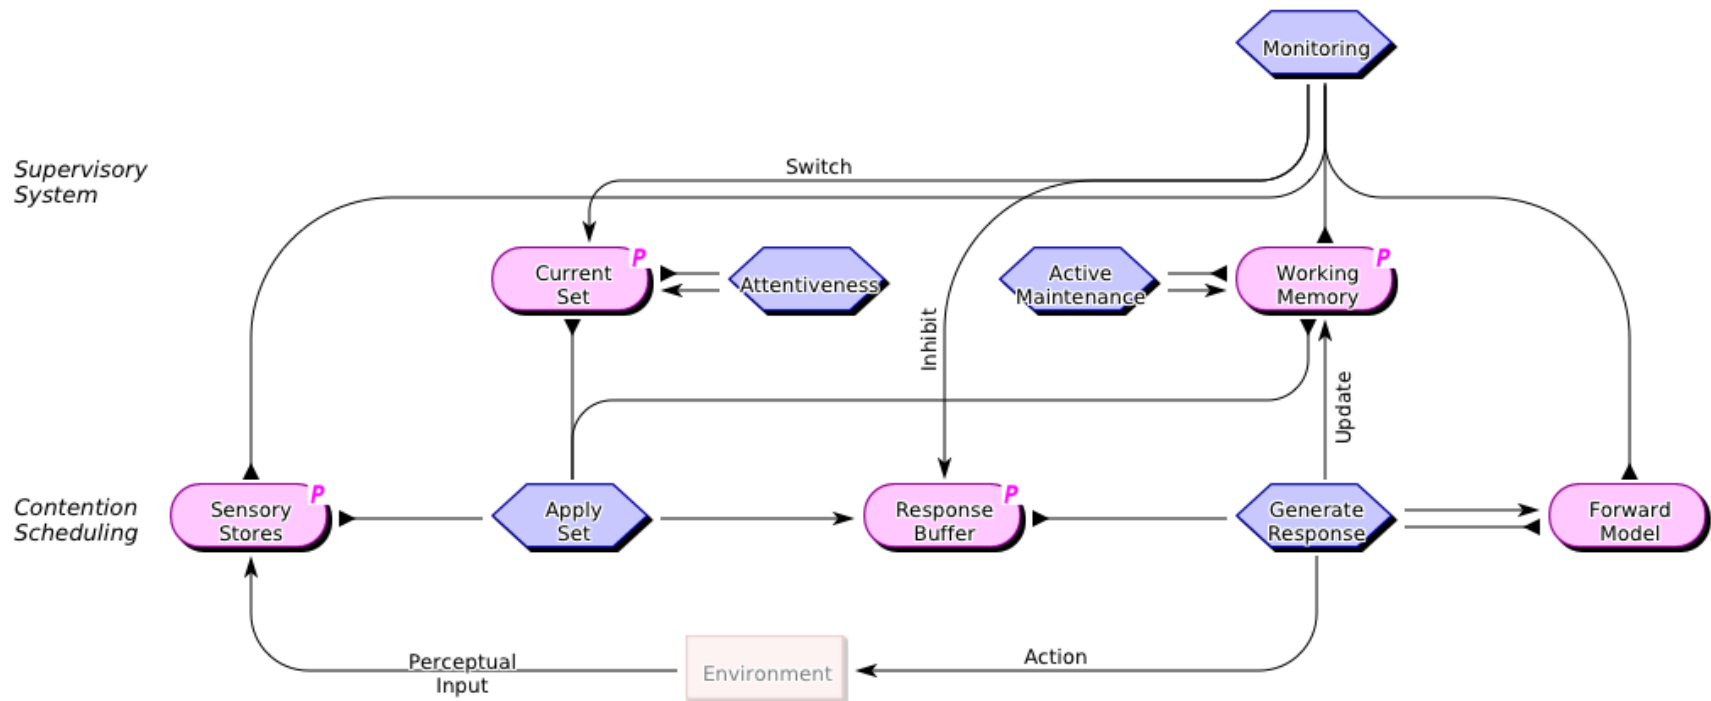 Monitoring
Supervisory
System
Switch
Current
Set
P
Attentiveness
Active
Maintenance
Working
Memory
P
Inhibit
Update
Contention
Scheduling
Sensory
Stores
P
Apply
Set
Response
Buffer
P
Generate
Response
Forward
Model
Perceptual
Input
Environment
Action